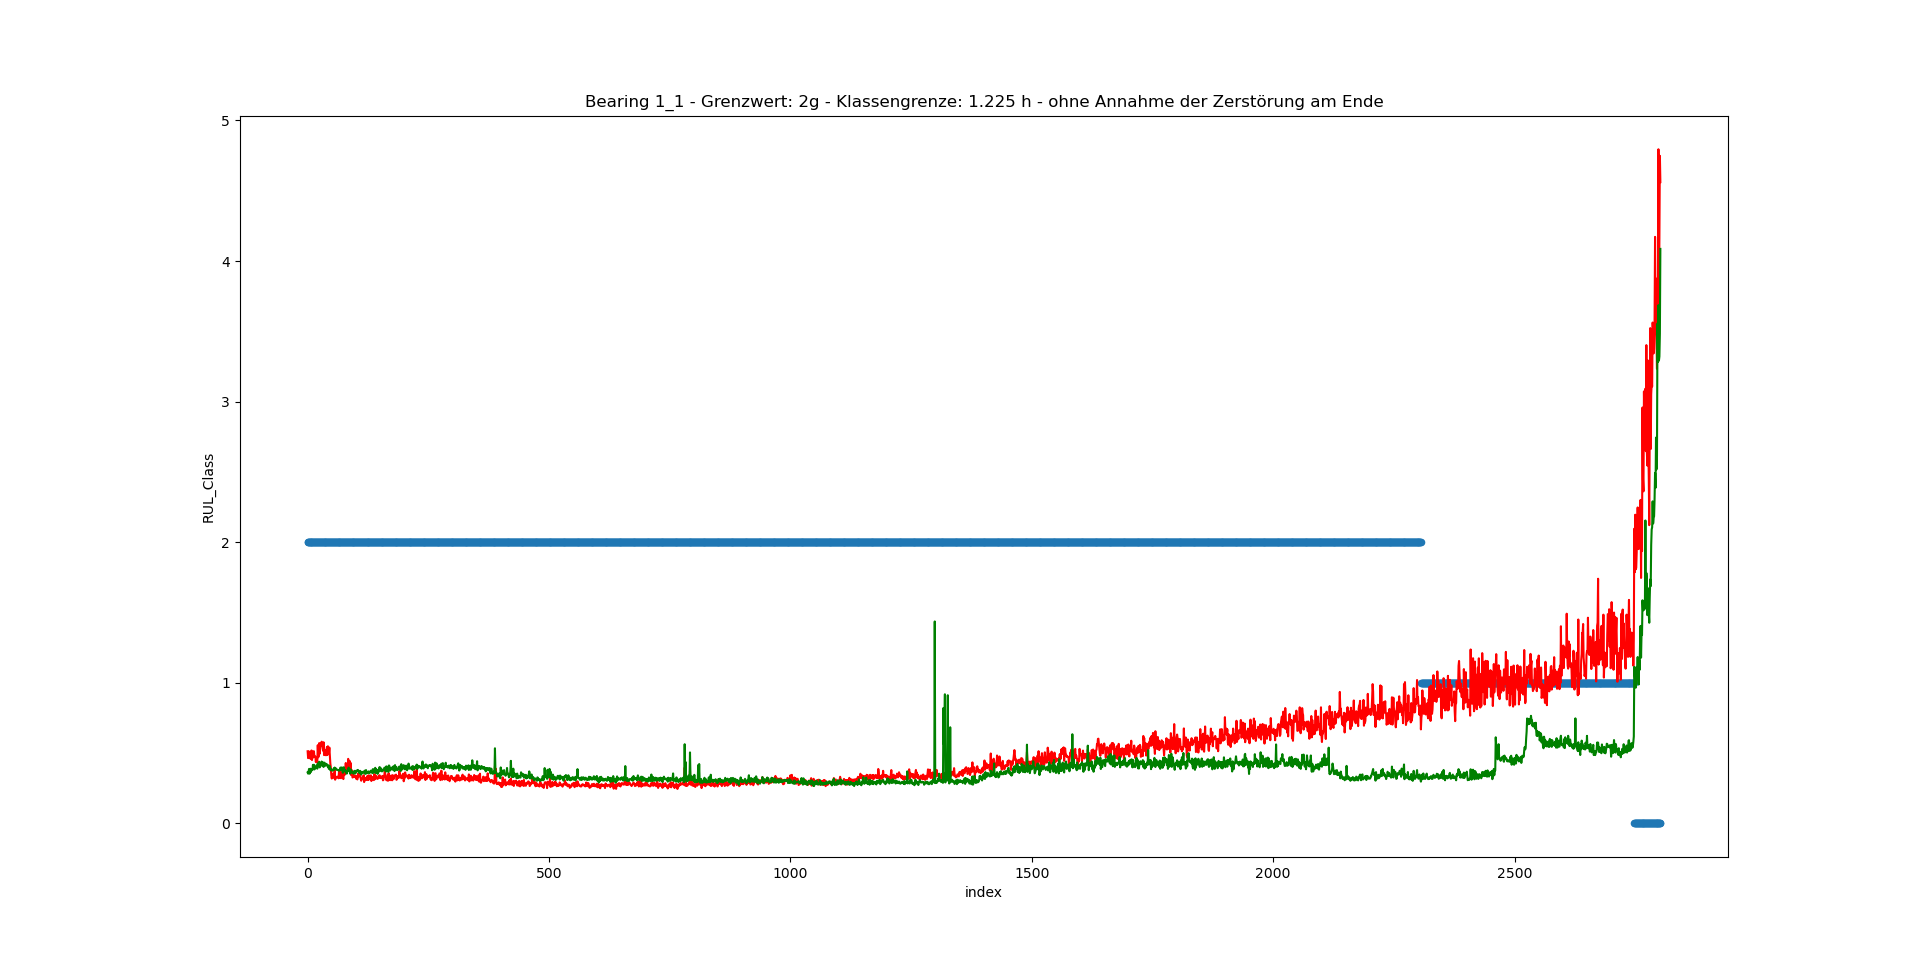 Bearing 1_1 - Grenzwert: 2g - Klassengrenze: 1.225 h - ohne Annahme der Zerstörung am Ende
5
4
3
2
1
0
RUL_Class
0 500 1000 1500 2000 2500
index